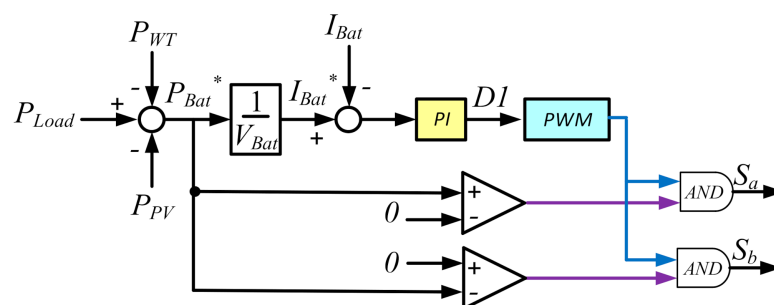 P_WT
I_Bat
-
P_Bat* 
1
V_Bat
I_Bat*
-
P_Load
+
+
PI
D1
PWM
-
P_PV
+
-
0
AND
S_a
0
+
-
AND
S_b